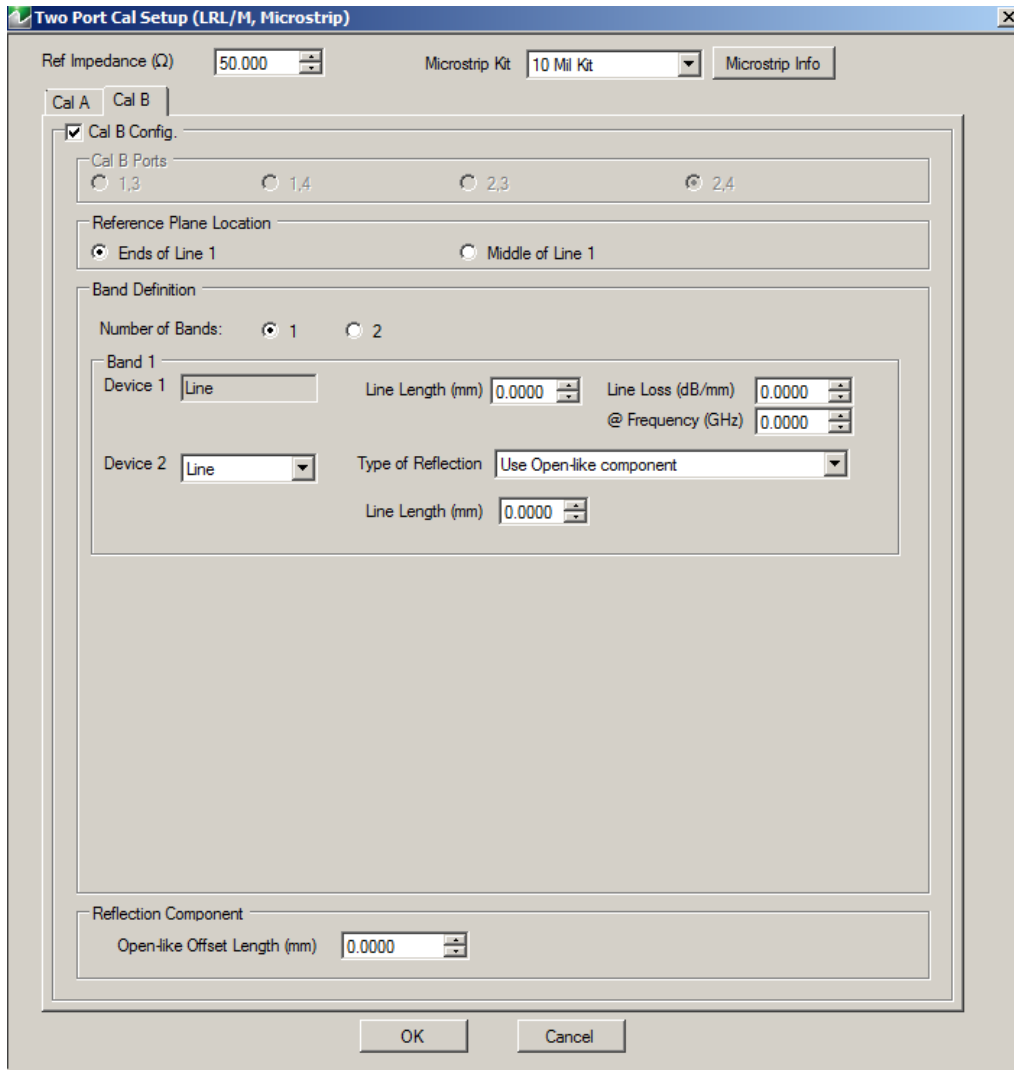 Two Port Cal Setup (LRL/M, Microstrip)
Ref Impedance (Ω) 50.000 Microstrip Kit 10 Mil Kit Microstrip Info
Cal A Cal B
Cal B Config.
Cal B Ports
1,3 1,4 2,3 2,4
Reference Plane Location
Ends of Line 1 Middle of Line 1
Band Definition
Number of Bands: 1 2
Band 1
Device 1 Line Line Length (mm) 0.0000 Line Loss (dB/mm) 0.0000
@ Frequency (GHz) 0.0000
Device 2 Line Type of Reflection Use Open-like component
Line Length (mm) 0.0000
Reflection Component
Open-like Offset Length (mm) 0.0000
OK Cancel